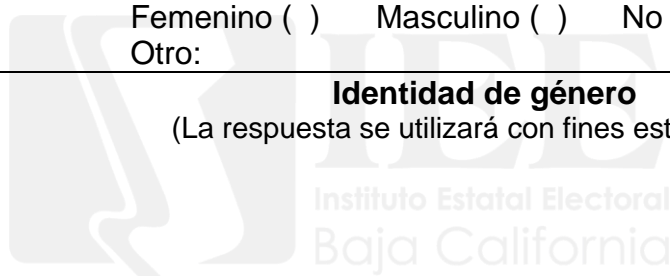 Femenino ( ) Masculino ( ) No
Otro:
Identidad de género
(La respuesta se utilizará con fines est
IEE
Instituto Estatal Electoral
Baja California